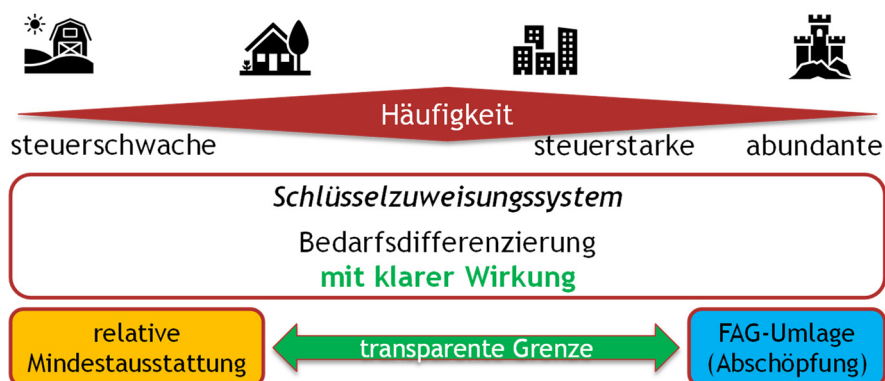 Häufigkeit
steuerschwache steuerstarke abundante
Schlüsselzuweisungssystem
Bedarfsdifferenzierung
mit klarer Wirkung
relative
Mindestausstattung
transparente Grenze
FAG-Umlage
(Abschöpfung)